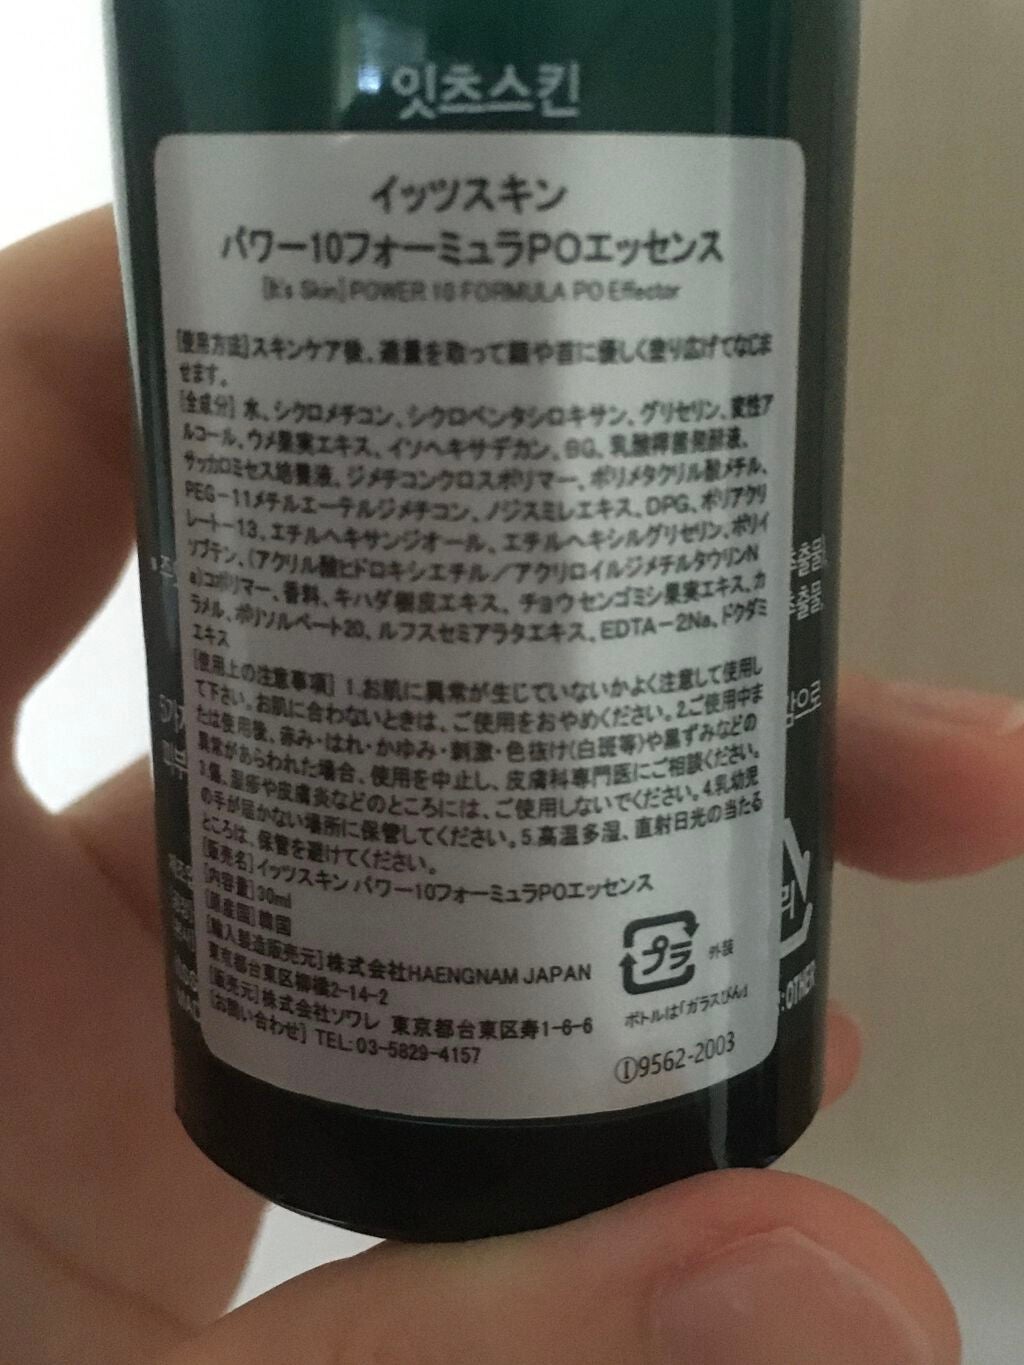 잇츠스킨
イッツスキン
パワー10フォーミュラPOエッセンス
[It's Skin] POWER 10 FORMULA PO Effector
[使用方法]スキンケア後、適量を取って顔や首に優しく塗り広げてなじま
せます。
[全成分] 水、シクロメチコン、シクロペンタシロキサン、グリセリン、変性ア
ルコール、ウメ果実エキス、イソヘキサデカン、BG、乳酸桿菌発酵液、
サッカロミセス培養液、ジメチコンクロスポリマー、ポリメタクリル酸メチル、
PEG-11メチルエーテルジメチコン、ノジスミレエキス、DPG、ポリアクリ
レート-13、エチルヘキサンジオール、エチルヘキシルグリセリン、ポリイ
ソブテン、(アクリル酸ヒドロキシエチル/アクリロイルジメチルタウリンN
a)コポリマー、香料、キハダ樹皮エキス、チョウセンゴミシ果実エキス、カ
ラメル、ポリソルベート20、ルフスセミアラタエキス、EDTA-2Na、ドクダミ
エキス
[使用上の注意事項] 1.お肌に異常が生じていないかよく注意して使用し
て下さい。お肌に合わないときは、ご使用をおやめください。2.ご使用中ま
たは使用後、赤み・はれ・かゆみ・刺激・色抜け(白斑等)や黒ずみなどの
異常があらわれた場合、使用を中止し、皮膚科専門医にご相談ください。
3.傷、湿疹や皮膚炎などのところには、ご使用しないでください。4.乳幼児
の手が届かない場所に保管してください。5.高温多湿、直射日光の当たる
ところは、保管を避けてください。
[販売名]イッツスキン パワー10フォーミュラPOエッセンス
[内容量]30ml
[原産国]韓国
[輸入製造販売元]株式会社HAENGNAM JAPAN
東京都台東区柳橋2-14-2
[販売元]株式会社ソワレ 東京都台東区寿1-6-6
[お問い合わせ] TEL:03-5829-4157
プラ 外装
ボトルは「ガラスびん」
Ⓘ9562-2003
추출물,
추출물,
함으로
: OTHER